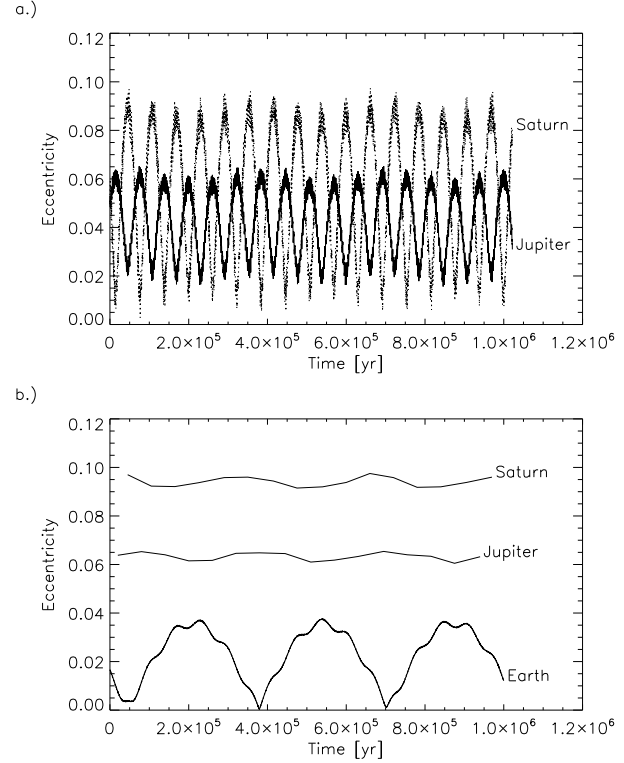 a.)
0.12
0.10
0.08
0.06
0.04
0.02
0.00
Eccentricity
Saturn
Jupiter
0 2.0×10⁵ 4.0×10⁵ 6.0×10⁵ 8.0×10⁵ 1.0×10⁶ 1.2×10⁶
Time [yr]
b.)
0.12
0.10
0.08
0.06
0.04
0.02
0.00
Eccentricity
Saturn
Jupiter
Earth
0 2.0×10⁵ 4.0×10⁵ 6.0×10⁵ 8.0×10⁵ 1.0×10⁶ 1.2×10⁶
Time [yr]